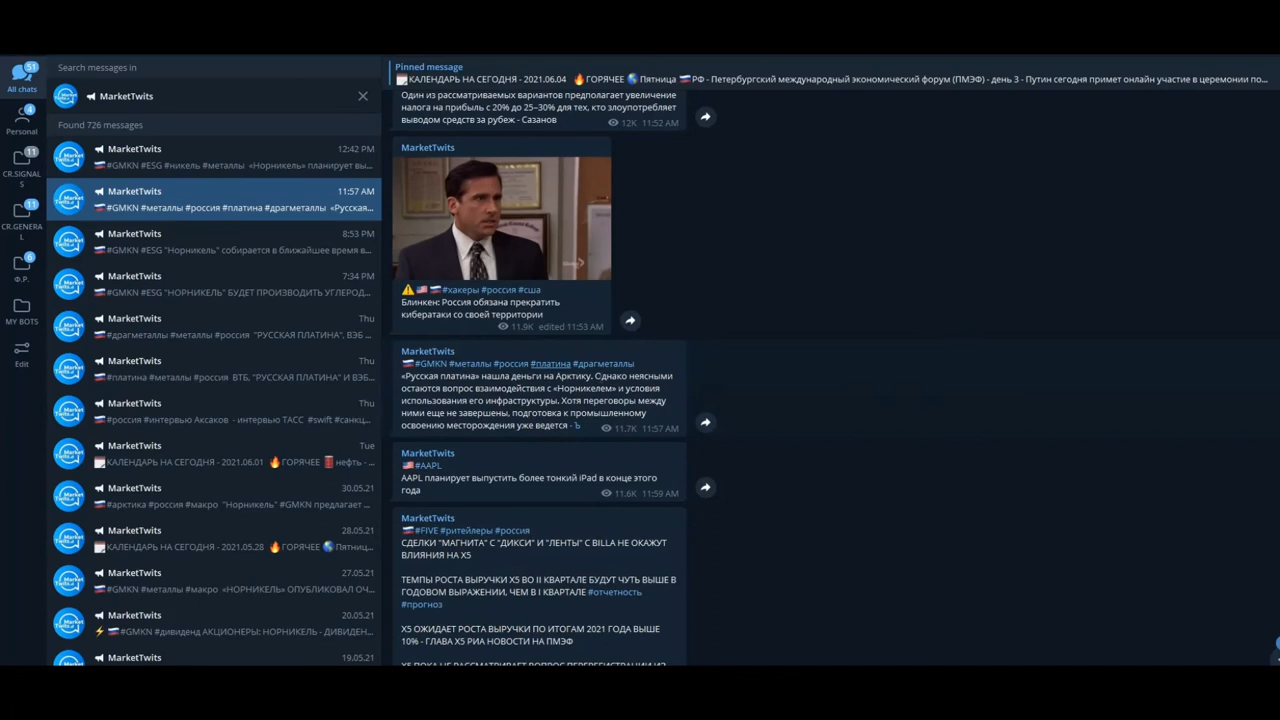 51
All chats
4
Personal
11
CR.SIGNAL
S
11
CR.GENERA
L
6
Ф.Р.
MY BOTS
Edit
Search messages in
MarketTwits
Found 726 messages
MarketTwits 12:42 PM
#GMKN #ESG #никель #металлы «Норникель» планирует вы...
MarketTwits 11:57 AM
#GMKN #металлы #россия #платина #драгметаллы «Русская...
MarketTwits 8:53 PM
#GMKN #ESG "Норникель" собирается в ближайшее время в...
MarketTwits 7:34 PM
#GMKN #ESG "НОРНИКЕЛЬ" БУДЕТ ПРОИЗВОДИТЬ УГЛЕРОД...
MarketTwits Thu
#драгметаллы #металлы #россия "РУССКАЯ ПЛАТИНА", ВЭБ ...
MarketTwits Thu
#платина #металлы #россия ВТБ, "РУССКАЯ ПЛАТИНА" И ВЭБ...
MarketTwits Thu
#россия #интервью Аксаков - интервью ТАСС #swift #санкц...
MarketTwits Tue
КАЛЕНДАРЬ НА СЕГОДНЯ - 2021.06.01 🔥ГОРЯЧЕЕ 🛢нефть - ...
MarketTwits 30.05.21
#арктика #россия #макро "Норникель" #GMKN предлагает ...
MarketTwits 28.05.21
КАЛЕНДАРЬ НА СЕГОДНЯ - 2021.05.28 🔥ГОРЯЧЕЕ 🌎Пятниц...
MarketTwits 27.05.21
#GMKN #металлы #макро «НОРНИКЕЛЬ» ОПУБЛИКОВАЛ ОЧ...
MarketTwits 20.05.21
⚡#GMKN #дивиденд АКЦИОНЕРЫ: НОРНИКЕЛЬ - ДИВИДЕН...
MarketTwits 19.05.21
Pinned message
КАЛЕНДАРЬ НА СЕГОДНЯ - 2021.06.04 🔥ГОРЯЧЕЕ 🌎Пятница 🇷🇺РФ - Петербургский международный экономический форум (ПМЭФ) - день 3 - Путин сегодня примет онлайн участие в церемонии по...
Один из рассматриваемых вариантов предполагает увеличение
налога на прибыль с 20% до 25–30% для тех, кто злоупотребляет
выводом средств за рубеж - Сазанов
12K 11:52 AM
MarketTwits
⚠🇺🇸🇷🇺#хакеры #россия #сша
Блинкен: Россия обязана прекратить
кибератаки со своей территории
11.9K edited 11:53 AM
MarketTwits
#GMKN #металлы #россия #платина #драгметаллы
«Русская платина» нашла деньги на Арктику. Однако неясными
остаются вопрос взаимодействия с «Норникелем» и условия
использования его инфраструктуры. Хотя переговоры между
ними еще не завершены, подготовка к промышленному
освоению месторождения уже ведется - Ъ
11.7K 11:57 AM
MarketTwits
#AAPL
AAPL планирует выпустить более тонкий iPad в конце этого
года
11.6K 11:59 AM
MarketTwits
#FIVE #ритейлеры #россия
СДЕЛКИ "МАГНИТА" С "ДИКСИ" И "ЛЕНТЫ" С BILLA НЕ ОКАЖУТ
ВЛИЯНИЯ НА X5
ТЕМПЫ РОСТА ВЫРУЧКИ X5 ВО II КВАРТАЛЕ БУДУТ ЧУТЬ ВЫШЕ В
ГОДОВОМ ВЫРАЖЕНИИ, ЧЕМ В I КВАРТАЛЕ #отчетность
#прогноз
X5 ОЖИДАЕТ РОСТА ВЫРУЧКИ ПО ИТОГАМ 2021 ГОДА ВЫШЕ
10% - ГЛАВА X5 РИА НОВОСТИ НА ПМЭФ
X5 ПОКА НЕ РАССМАТРИВАЕТ ВОПРОС ПЕРЕРЕГИСТРАЦИИ ИЗ